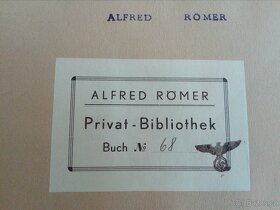 ALFRED RÖMER
ALFRED RÖMER
Privat-Bibliothek
Buch № 68